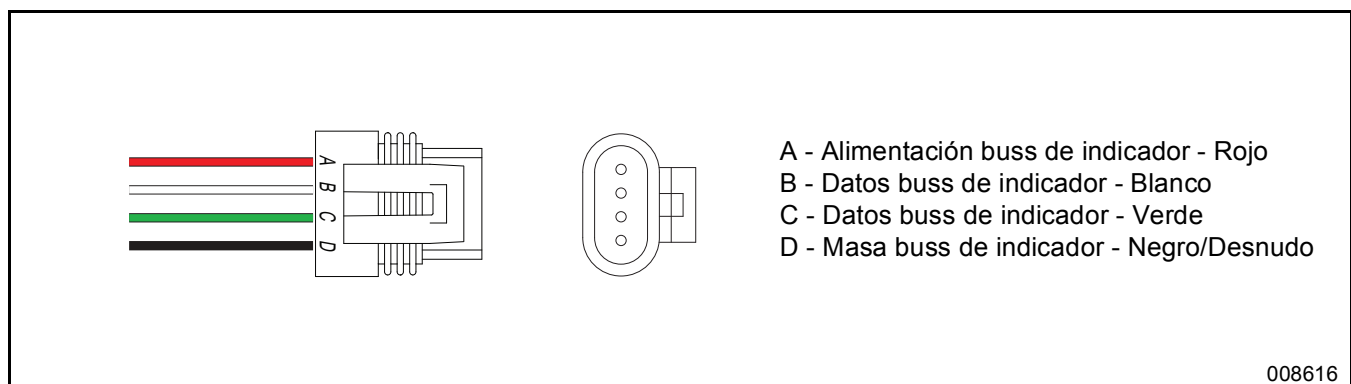 A
B
C
D
A - Alimentación buss de indicador - Rojo
B - Datos buss de indicador - Blanco
C - Datos buss de indicador - Verde
D - Masa buss de indicador - Negro/Desnudo
008616